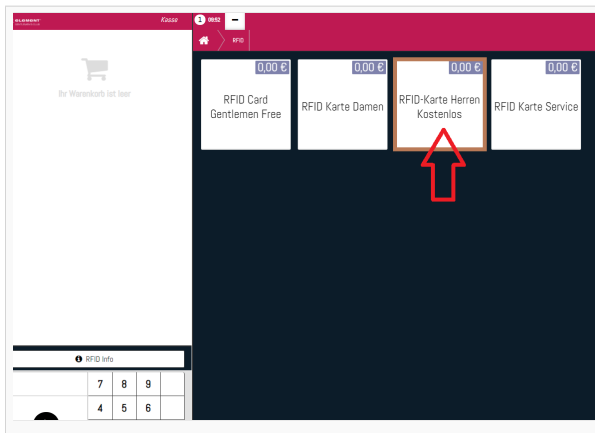 ELEMENT
Kasse
1 09:52
RFID
Ihr Warenkorb ist leer
0,00 €
RFID Card
Gentlemen Free
0,00 €
RFID Karte Damen
0,00 €
RFID-Karte Herren
Kostenlos
0,00 €
RFID Karte Service
RFID Info
7 8 9
4 5 6